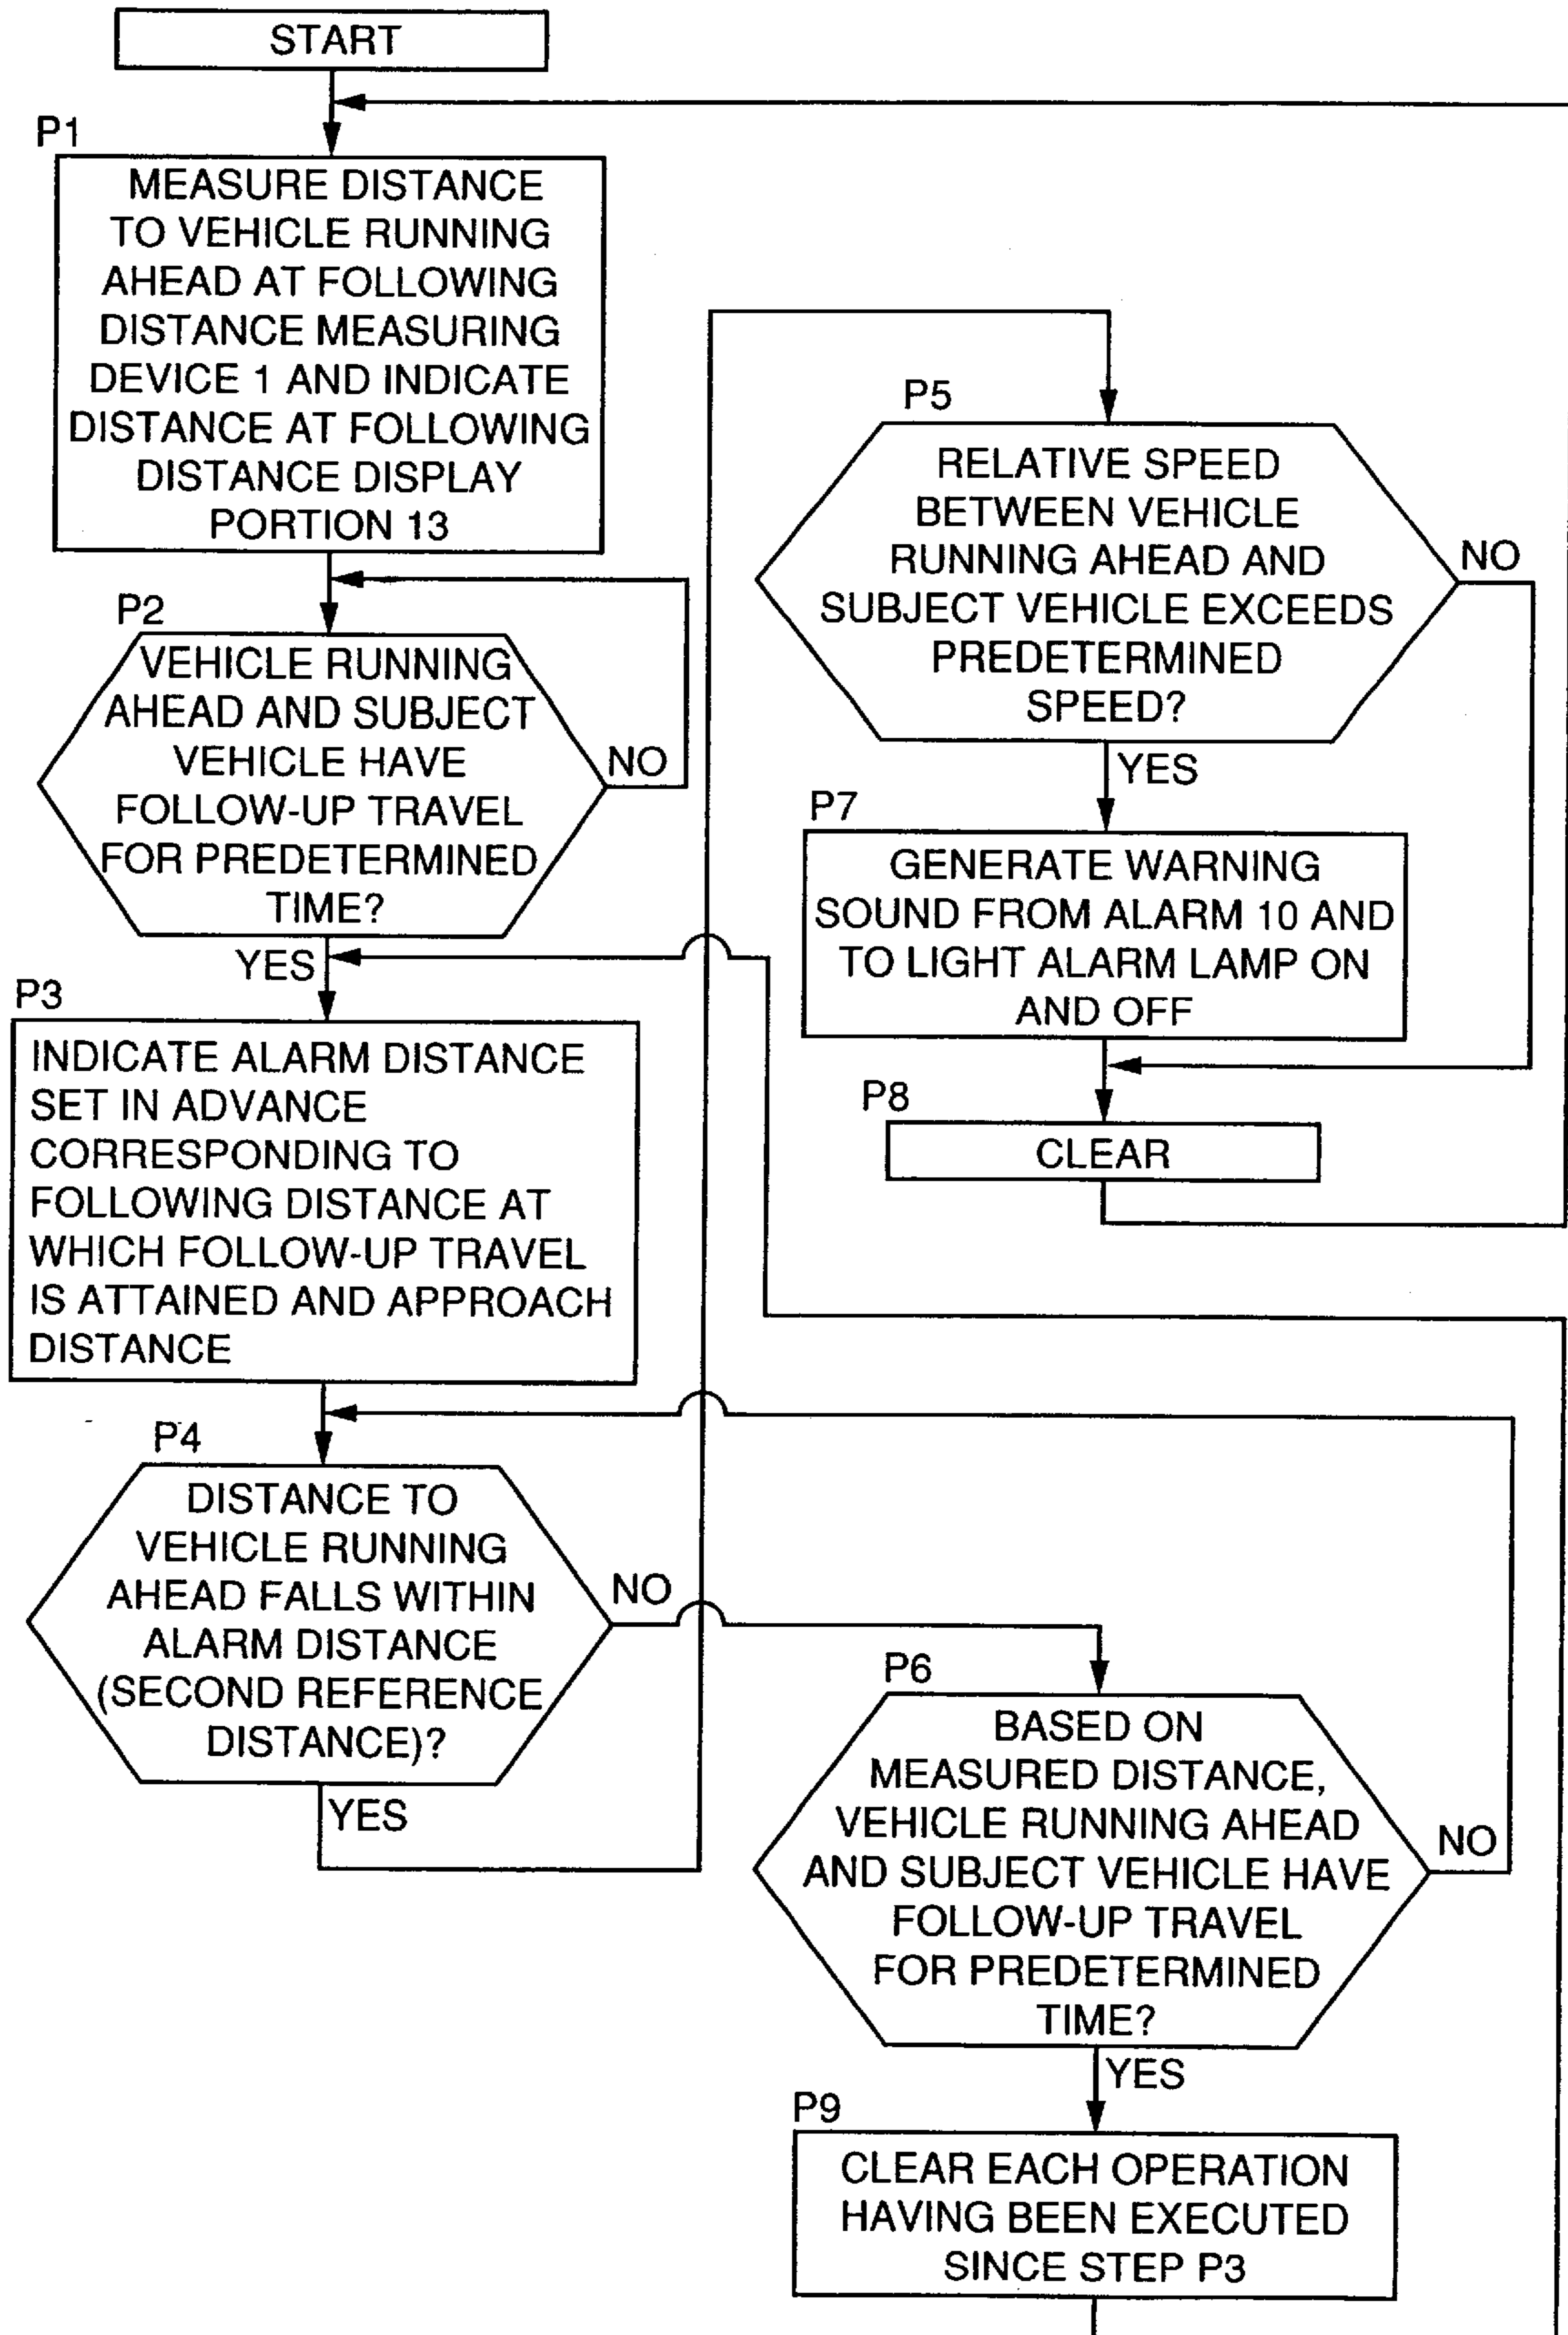 START
P1
MEASURE DISTANCE
TO VEHICLE RUNNING
AHEAD AT FOLLOWING
DISTANCE MEASURING
DEVICE 1 AND INDICATE
DISTANCE AT FOLLOWING
DISTANCE DISPLAY
PORTION 13
P2
VEHICLE RUNNING
AHEAD AND SUBJECT
VEHICLE HAVE
FOLLOW-UP TRAVEL
FOR PREDETERMINED
TIME?
NO
YES
P3
INDICATE ALARM DISTANCE
SET IN ADVANCE
CORRESPONDING TO
FOLLOWING DISTANCE AT
WHICH FOLLOW-UP TRAVEL
IS ATTAINED AND APPROACH
DISTANCE
P4
DISTANCE TO
VEHICLE RUNNING
AHEAD FALLS WITHIN
ALARM DISTANCE
(SECOND REFERENCE
DISTANCE)?
NO
YES
P5
RELATIVE SPEED
BETWEEN VEHICLE
RUNNING AHEAD AND
SUBJECT VEHICLE EXCEEDS
PREDETERMINED
SPEED?
NO
YES
P7
GENERATE WARNING
SOUND FROM ALARM 10 AND
TO LIGHT ALARM LAMP ON
AND OFF
P8
CLEAR
P6
BASED ON
MEASURED DISTANCE,
VEHICLE RUNNING AHEAD
AND SUBJECT VEHICLE HAVE
FOLLOW-UP TRAVEL
FOR PREDETERMINED
TIME?
NO
YES
P9
CLEAR EACH OPERATION
HAVING BEEN EXECUTED
SINCE STEP P3